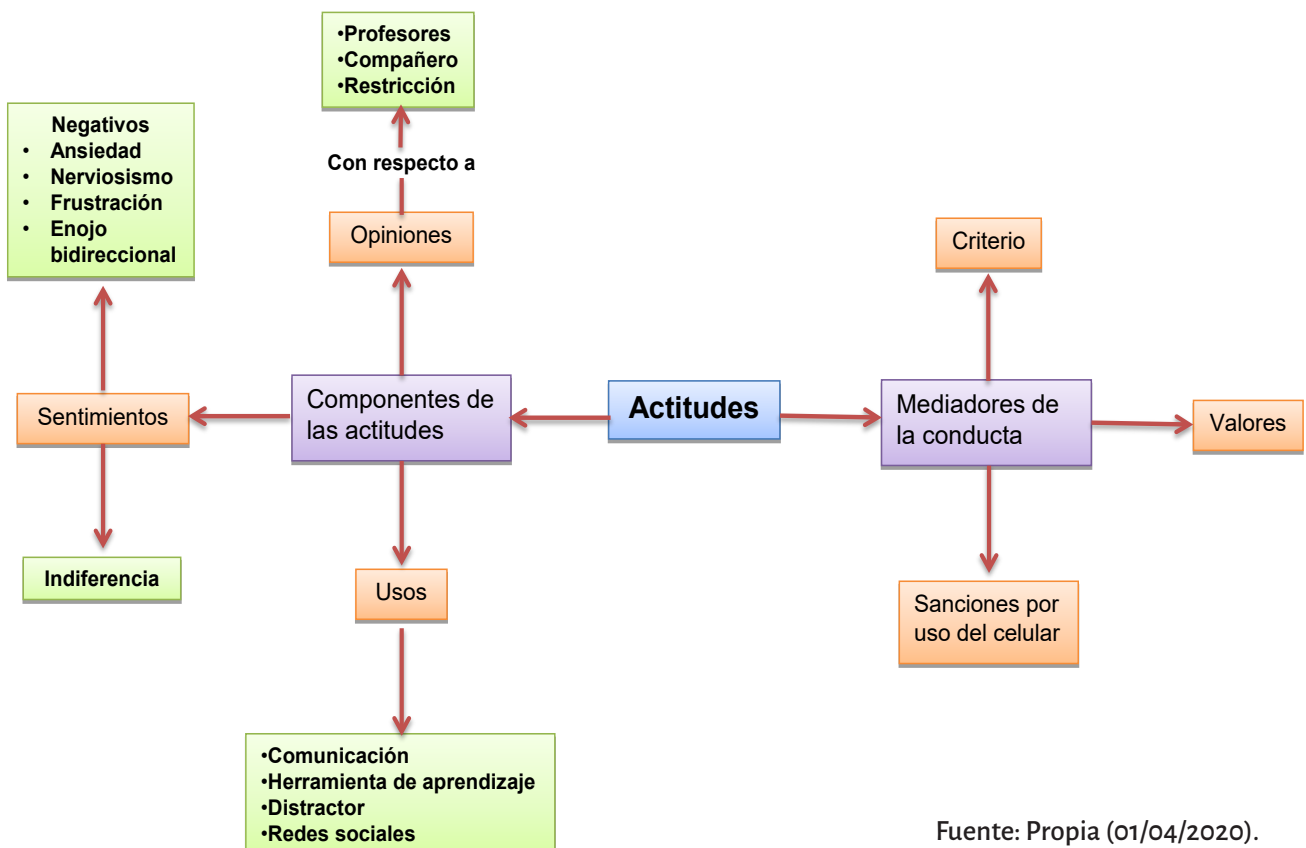 •Profesores
•Compañero
•Restricción
Negativos
• Ansiedad
• Nerviosismo
• Frustración
• Enojo
bidireccional
Con respecto a
Opiniones
Criterio
Sentimientos
Componentes de
las actitudes
Actitudes
Mediadores de
la conducta
Valores
Indiferencia
Usos
Sanciones por
uso del celular
•Comunicación
•Herramienta de aprendizaje
•Distractor
•Redes sociales
Fuente: Propia (01/04/2020).